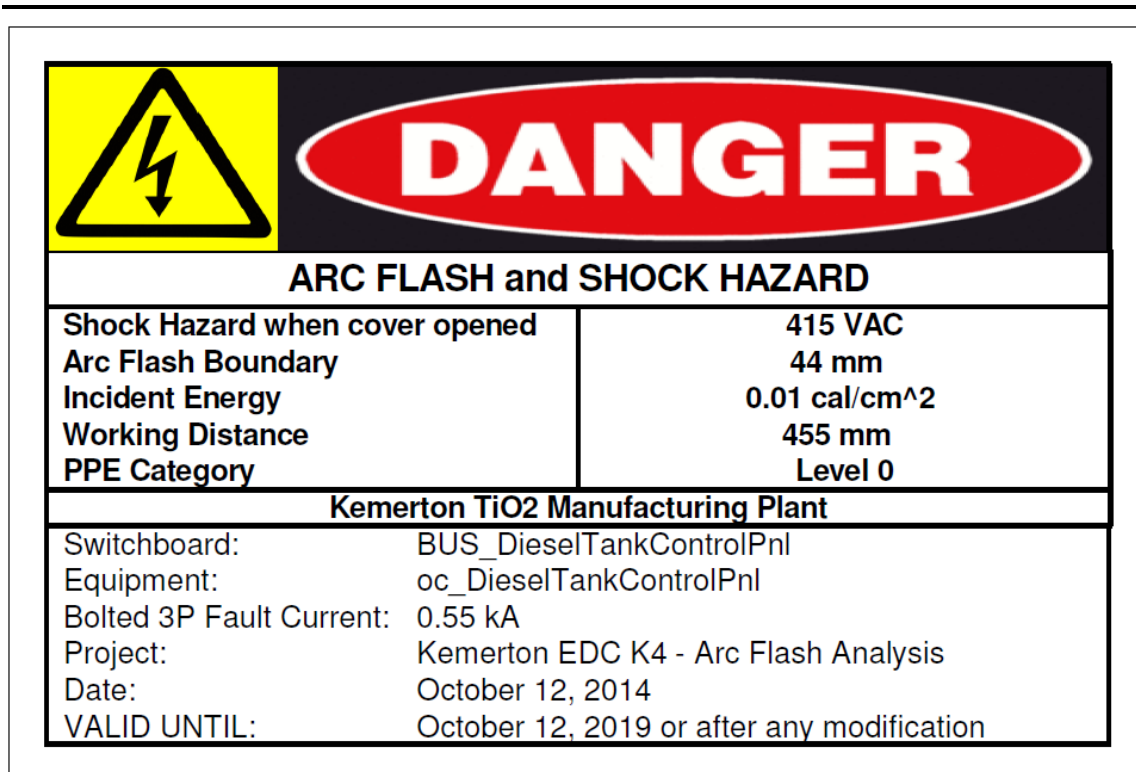 DANGER
ARC FLASH and SHOCK HAZARD
Shock Hazard when cover opened 415 VAC
Arc Flash Boundary 44 mm
Incident Energy 0.01 cal/cm^2
Working Distance 455 mm
PPE Category Level 0
Kemerton TiO2 Manufacturing Plant
Switchboard: BUS_DieselTankControlPnl
Equipment: oc_DieselTankControlPnl
Bolted 3P Fault Current: 0.55 kA
Project: Kemerton EDC K4 - Arc Flash Analysis
Date: October 12, 2014
VALID UNTIL: October 12, 2019 or after any modification